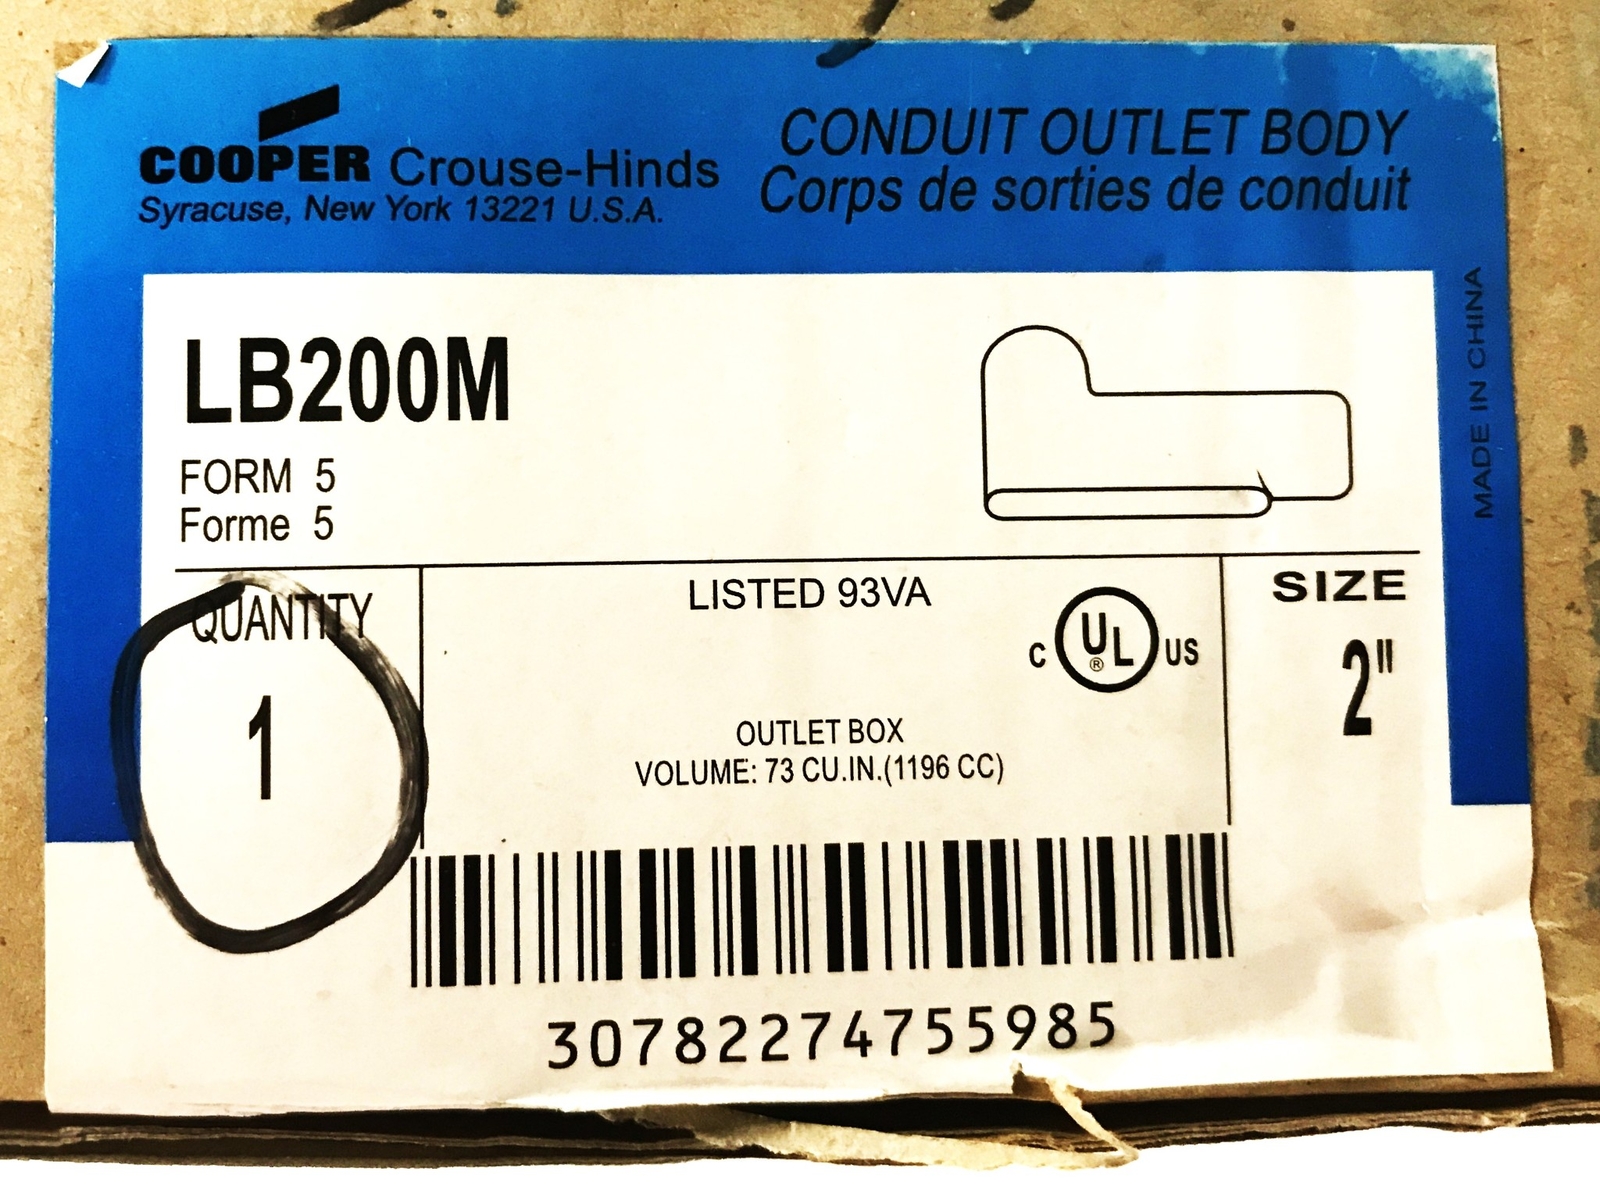 COOPER Crouse-Hinds
Syracuse, New York 13221 U.S.A.
CONDUIT OUTLET BODY
Corps de sorties de conduit
MADE IN CHINA
LB200M
FORM 5
Forme 5
QUANTITY
1
LISTED 93VA
C UL® US
OUTLET BOX
VOLUME: 73 CU.IN.(1196 CC)
SIZE
2"
30782274755985